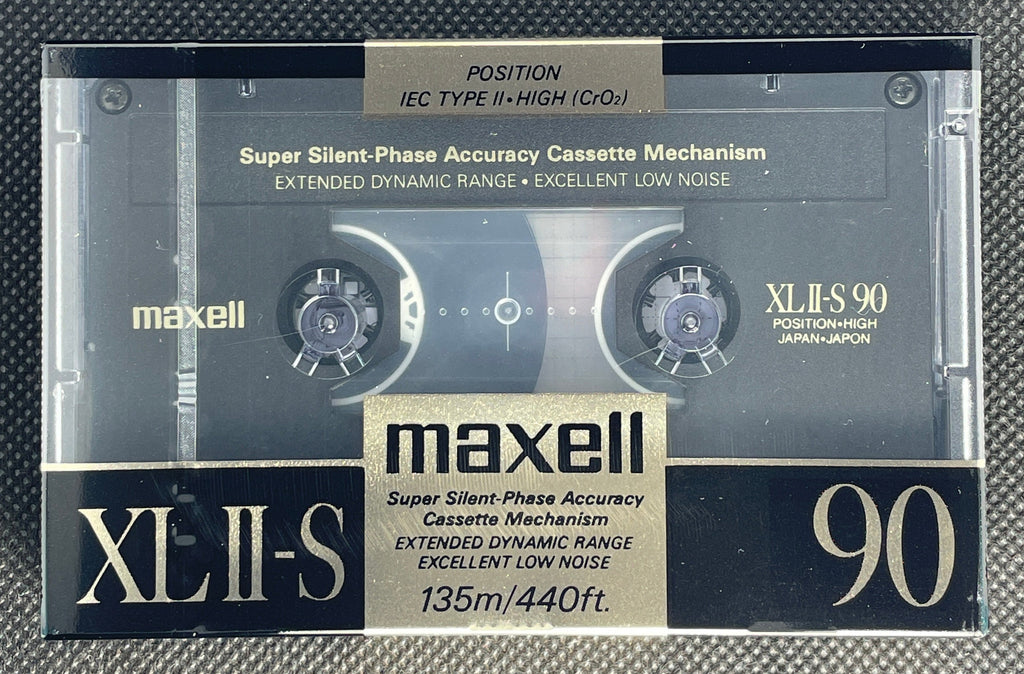 POSITION
IEC TYPE II•HIGH (CrO₂)
Super Silent-Phase Accuracy Cassette Mechanism
EXTENDED DYNAMIC RANGE • EXCELLENT LOW NOISE
maxell
XL II-S 90
POSITION•HIGH
JAPAN•JAPON
maxell
Super Silent-Phase Accuracy
Cassette Mechanism
EXTENDED DYNAMIC RANGE
EXCELLENT LOW NOISE
135m/440ft.
XL II-S
90